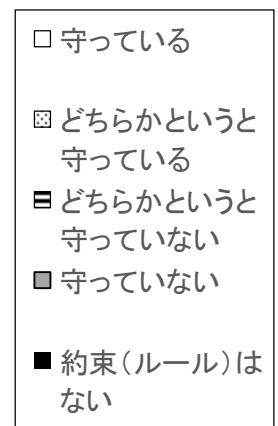 守っている
どちらかというと
守っている
どちらかというと
守っていない
守っていない
約束（ルール）は
ない